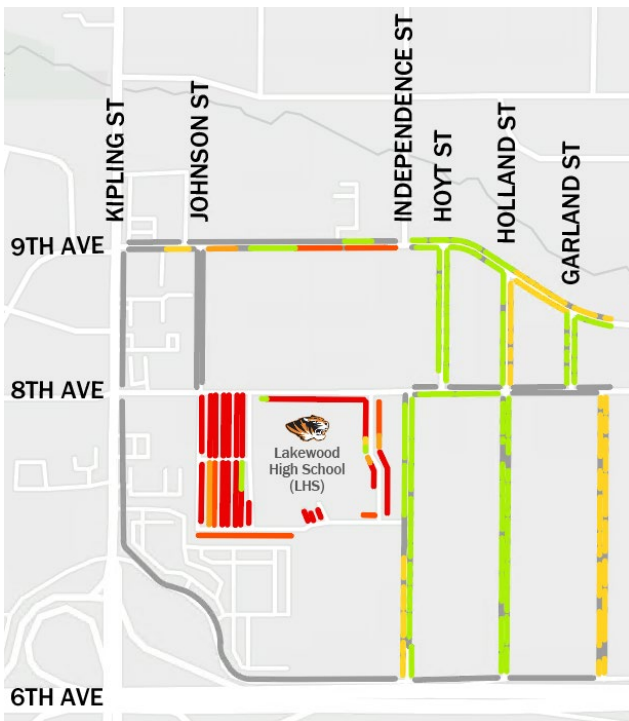 KIPLING ST
JOHNSON ST
INDEPENDENCE ST
HOYT ST
HOLLAND ST
GARLAND ST
9TH AVE
8TH AVE
Lakewood
High School
(LHS)
6TH AVE